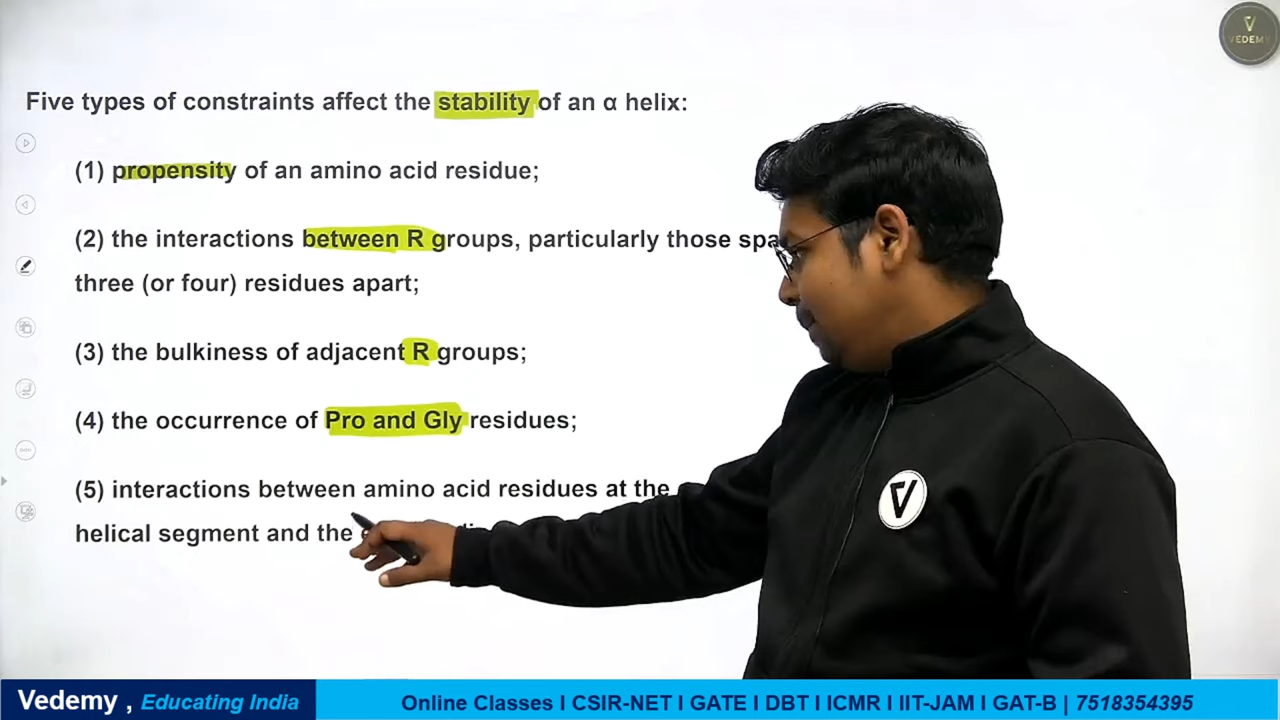 VEDEMY
Five types of constraints affect the stability of an α helix:
(1) propensity of an amino acid residue;
(2) the interactions between R groups, particularly those
three (or four) residues apart;
(3) the bulkiness of adjacent R groups;
(4) the occurrence of Pro and Gly residues;
(5) interactions between amino acid residues at the
helical segment and the
Vedemy , Educating India
Online Classes I CSIR-NET I GATE I DBT I ICMR I IIT-JAM I GAT-B | 7518354395